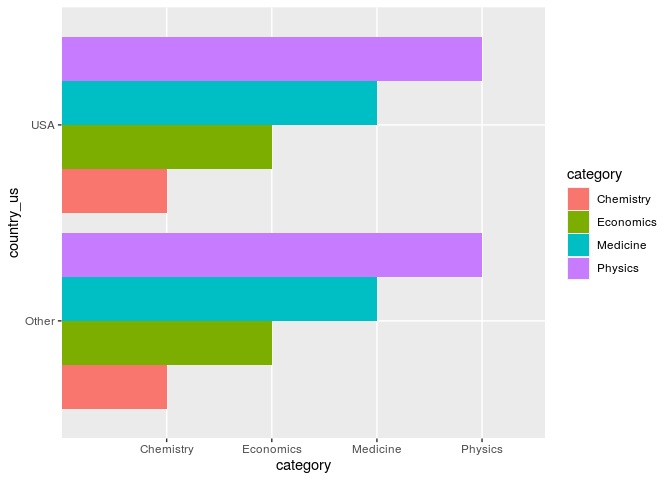 country_us
USA
Other
Chemistry Economics Medicine Physics
category
category
Chemistry
Economics
Medicine
Physics